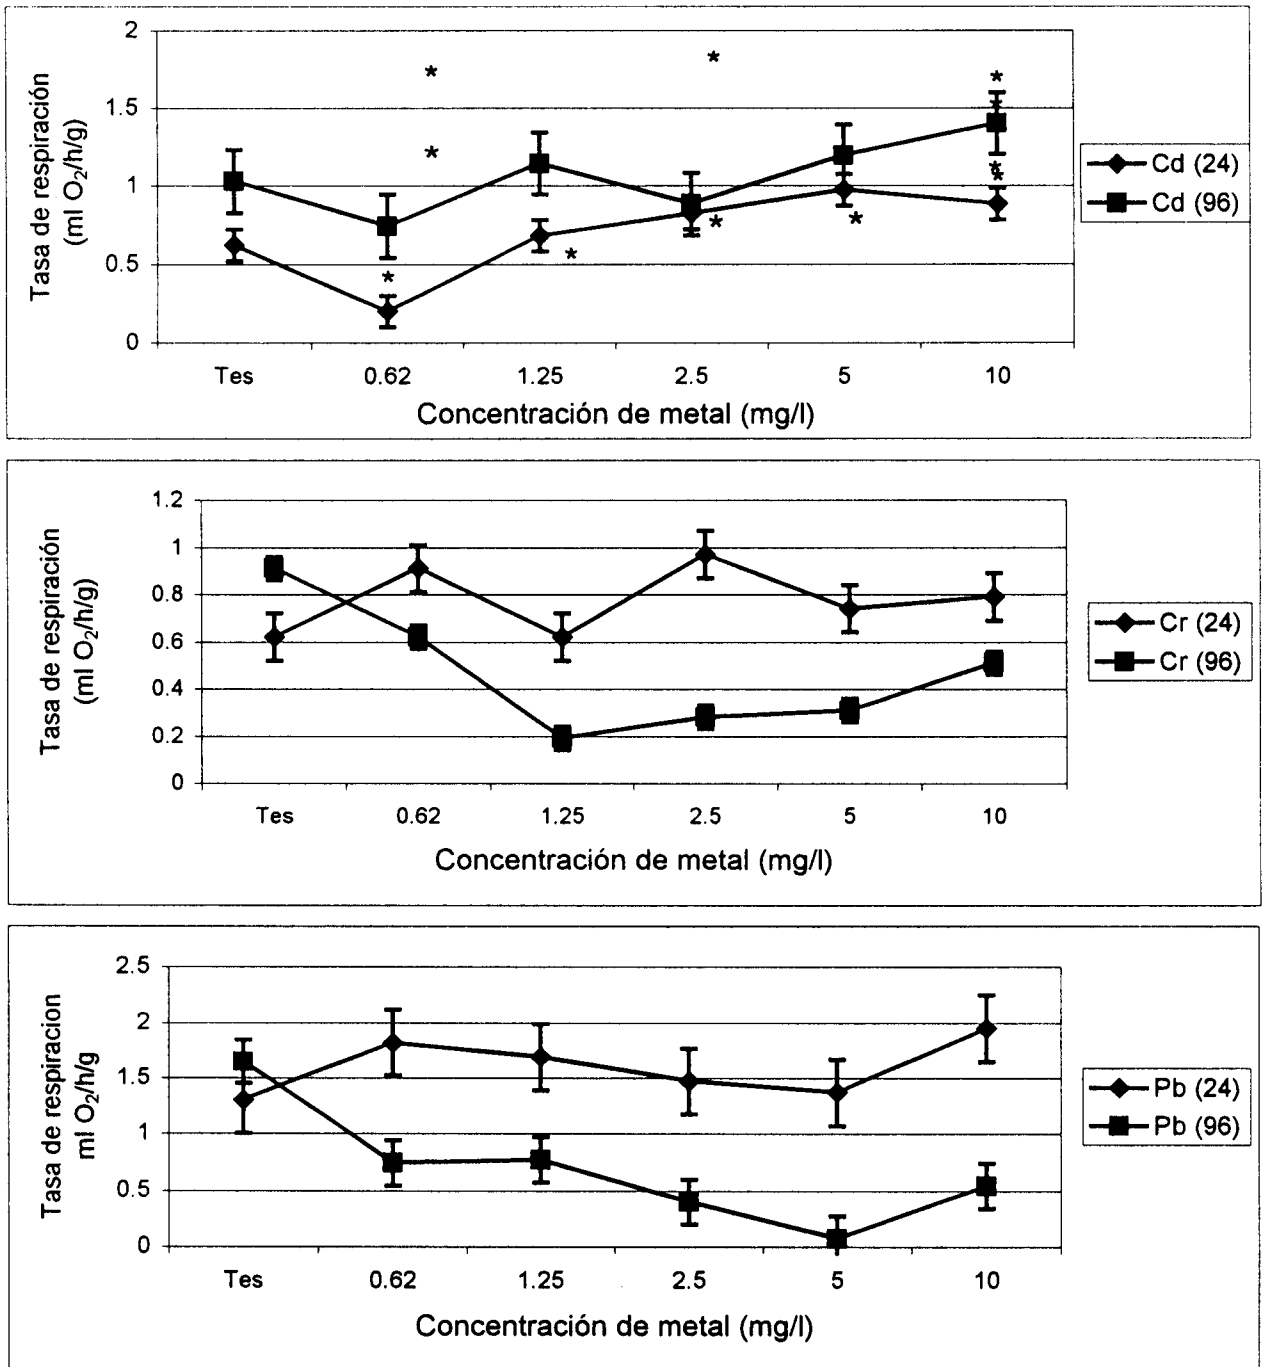 2
1.5
1
0.5
0
Tasa de respiración
(ml O₂/h/g)
* *
*
*
*
*
*
*
*
*
*
*
Tes 0.62 1.25 2.5 5 10
Concentración de metal (mg/l)
Cd (24)
Cd (96)
1.2
1
0.8
0.6
0.4
0.2
0
Tasa de respiración
(ml O₂/h/g)
Tes 0.62 1.25 2.5 5 10
Concentración de metal (mg/l)
Cr (24)
Cr (96)
2.5
2
1.5
1
0.5
0
Tasa de respiracion
ml O₂/h/g
Tes 0.62 1.25 2.5 5 10
Concentración de metal (mg/l)
Pb (24)
Pb (96)